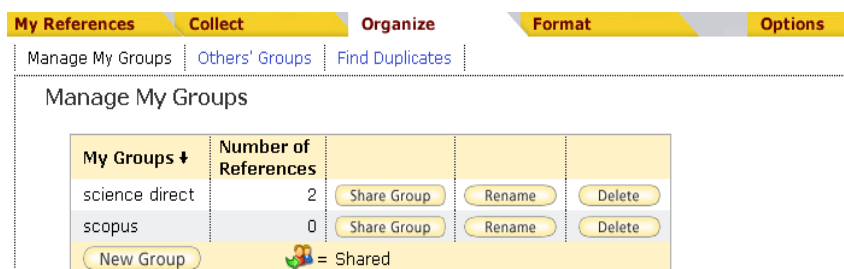 My References Collect Organize Format Options
Manage My Groups Others' Groups Find Duplicates
Manage My Groups
My Groups Number of References
science direct 2 Share Group Rename Delete
scopus 0 Share Group Rename Delete
New Group = Shared